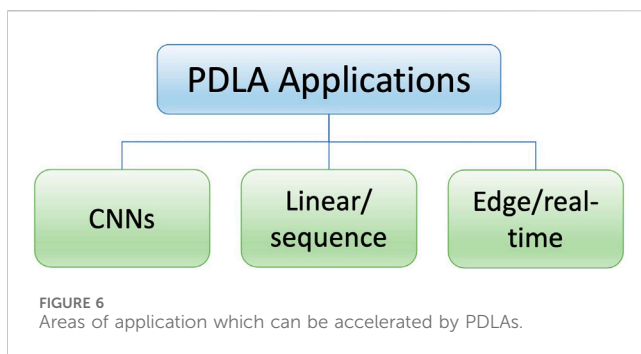 PDLA Applications
CNNs
Linear/
sequence
Edge/real-
time
FIGURE 6
Areas of application which can be accelerated by PDLAs.